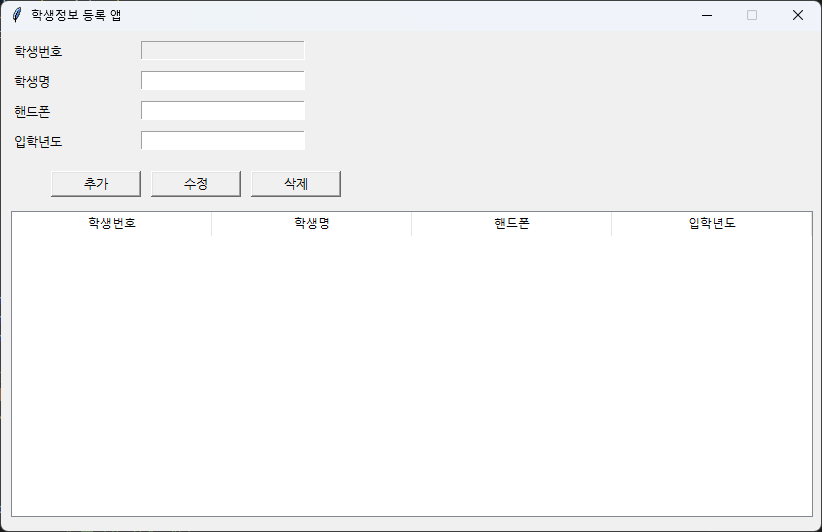 학생정보 등록 앱
학생번호
학생명
핸드폰
입학년도
추가 수정 삭제
학생번호 학생명 핸드폰 입학년도